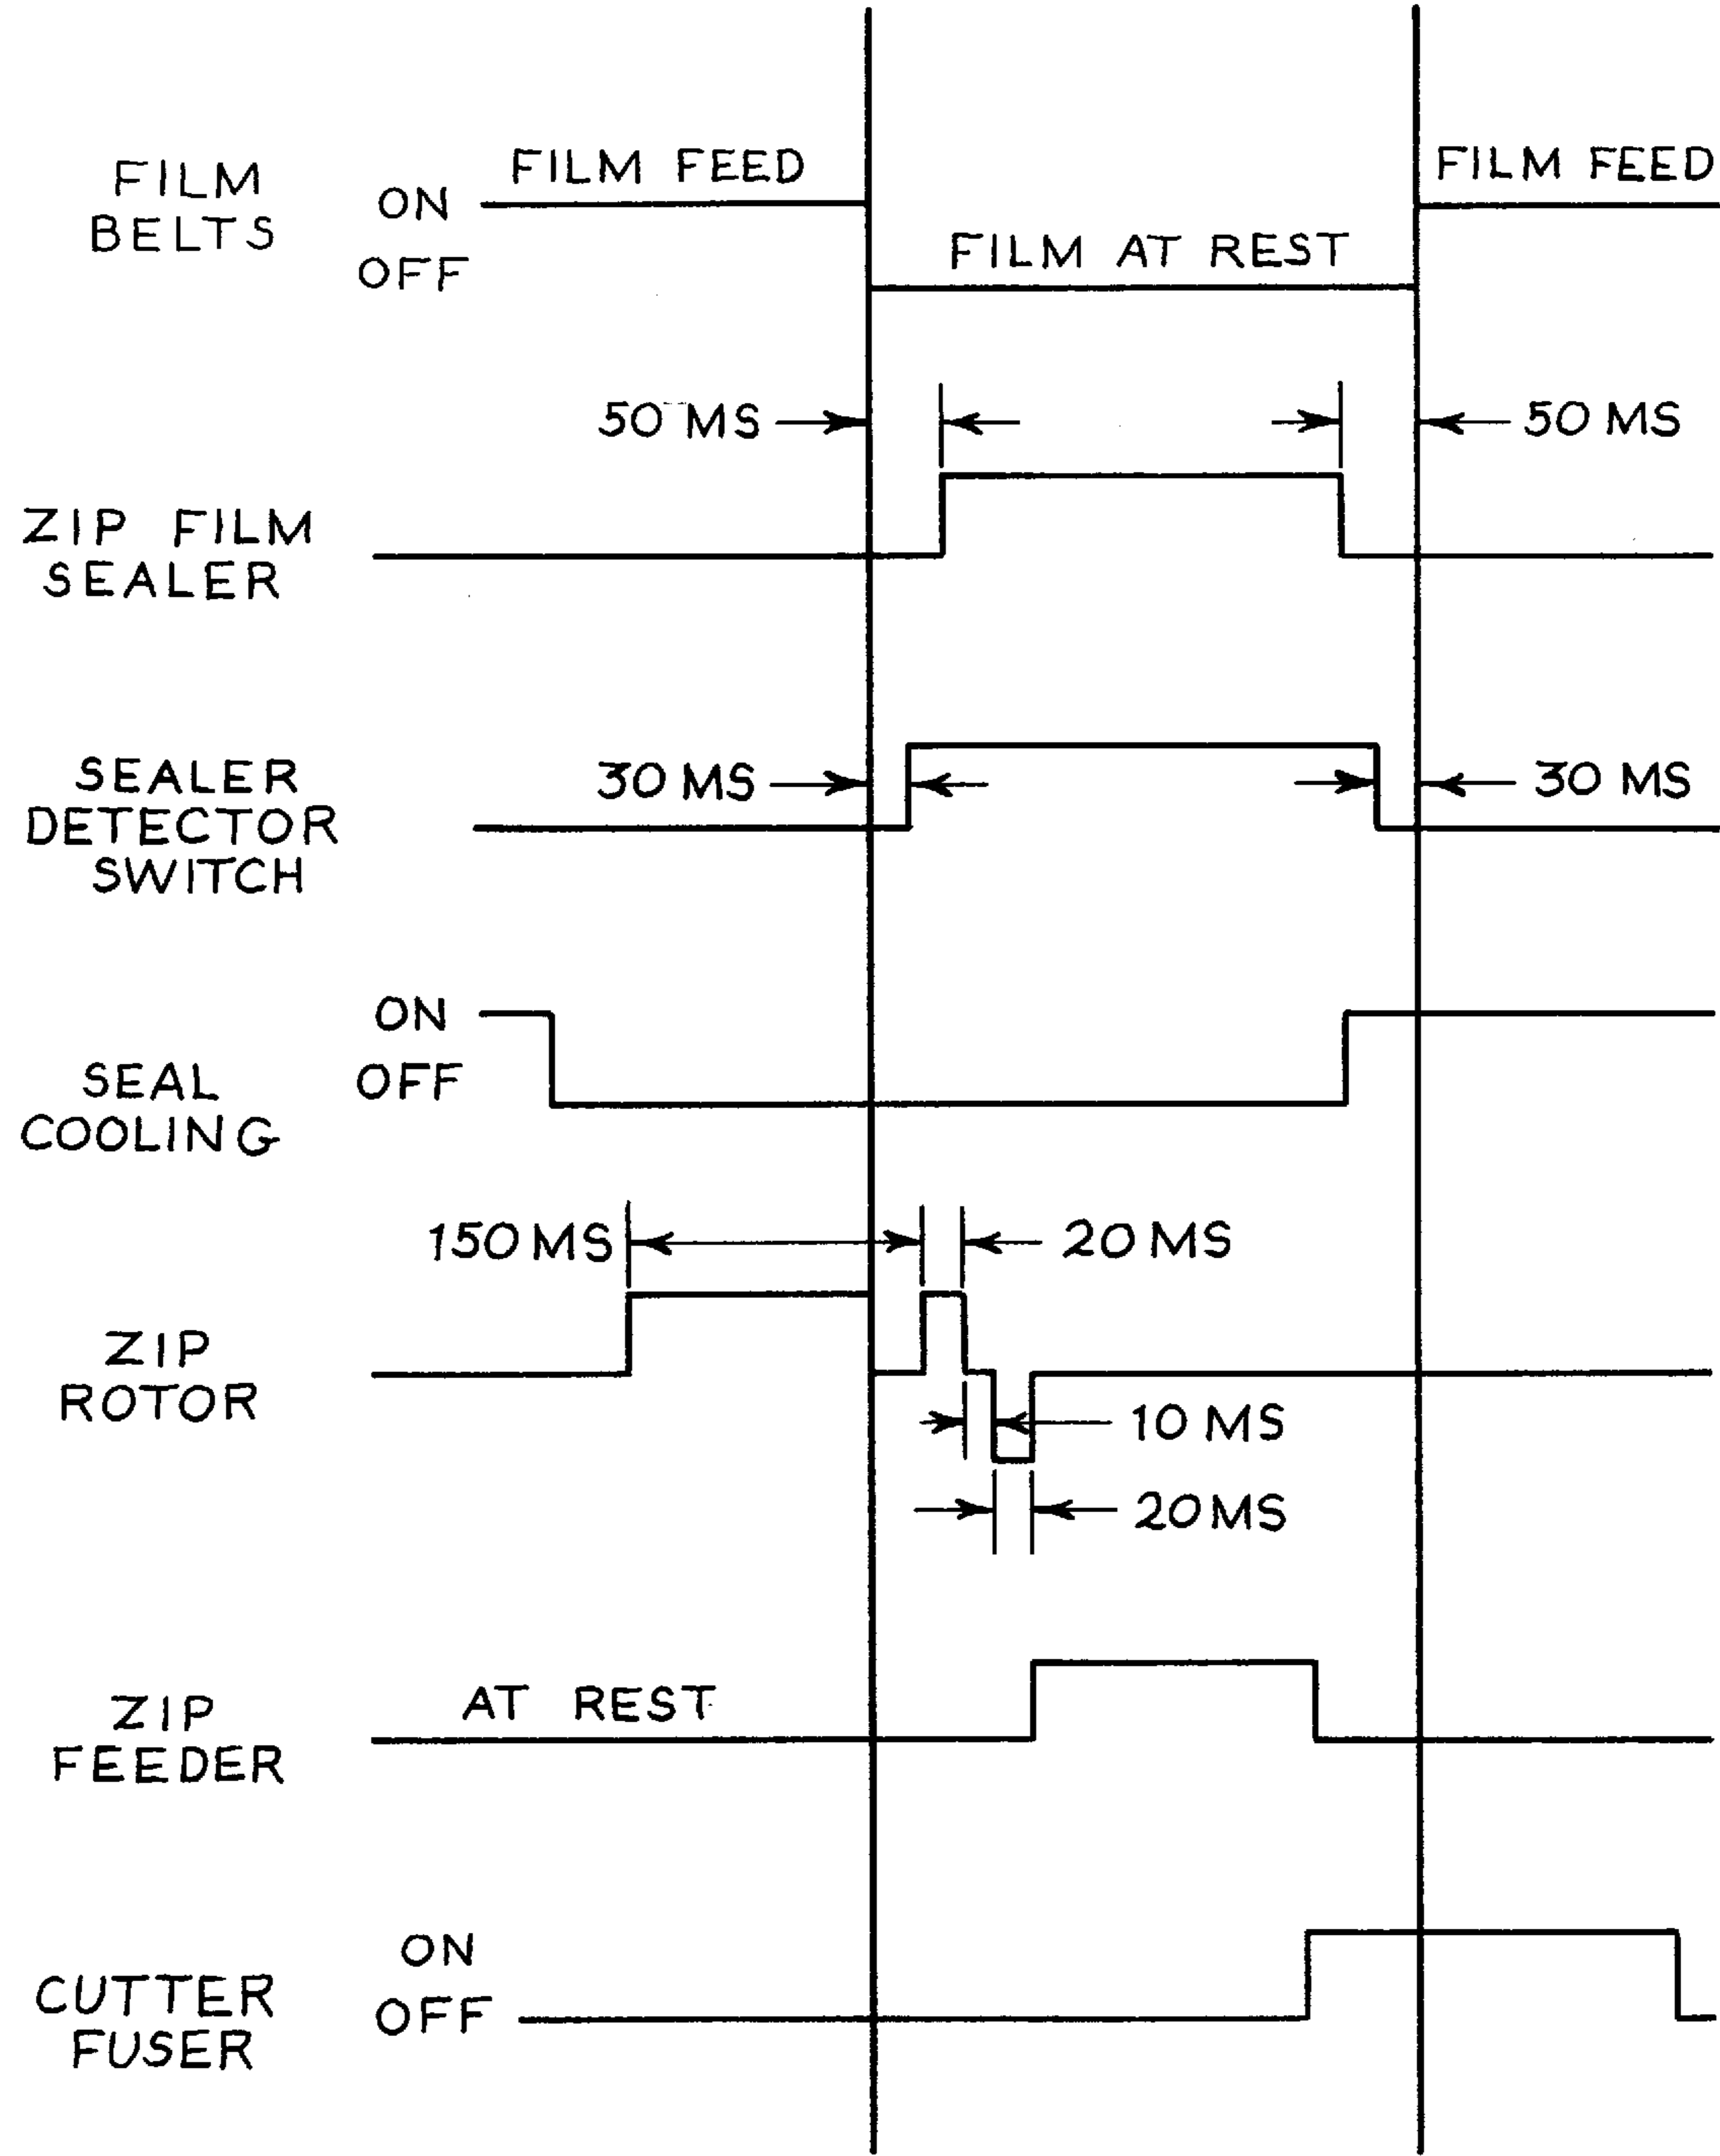 FILM FEED
FILM FEED
FILM
BELTS
ON
OFF
FILM AT REST
50 MS
50 MS
ZIP FILM
SEALER
SEALER
DETECTOR
SWITCH
30 MS
30 MS
ON
OFF
SEAL
COOLING
150 MS
20 MS
ZIP
ROTOR
10 MS
20 MS
ZIP
FEEDER
AT REST
ON
OFF
CUTTER
FUSER